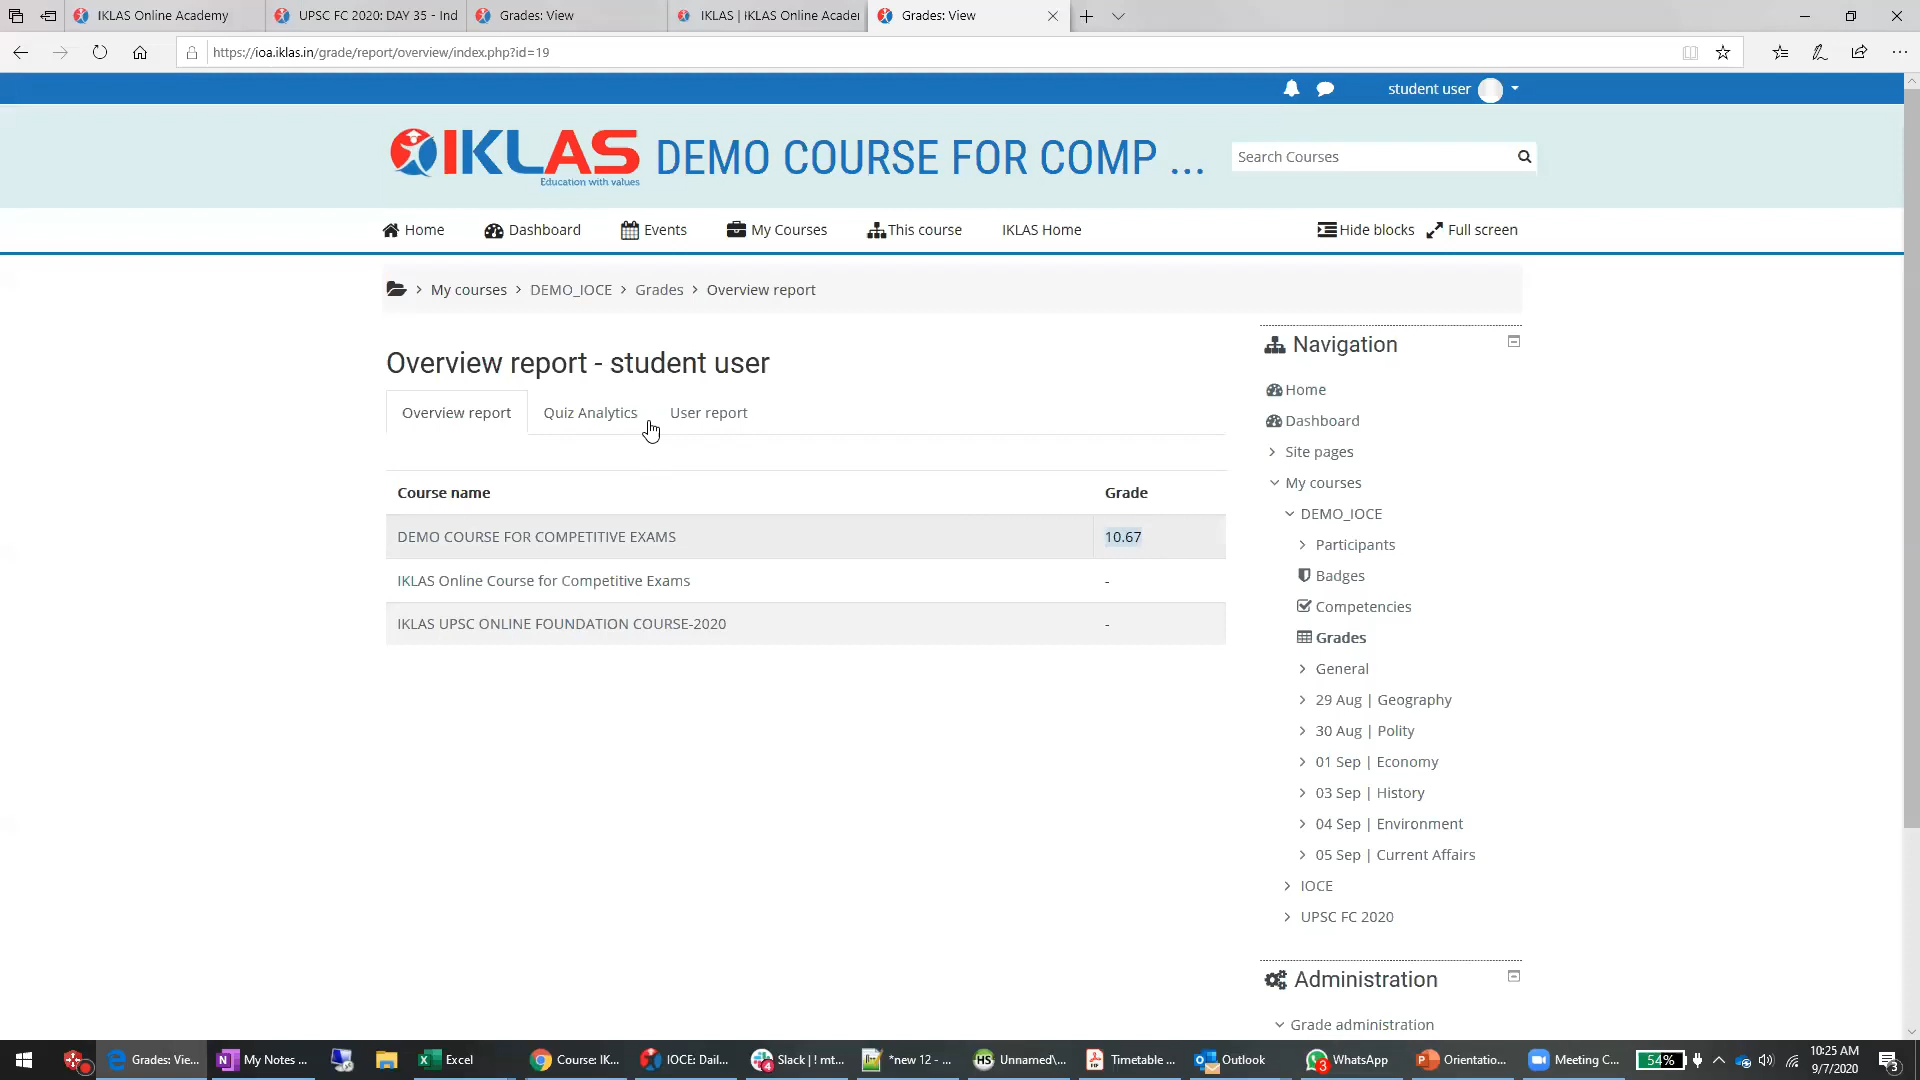 IKLAS Online Academy
UPSC FC 2020: DAY 35 - Ind
Grades: View
IKLAS | IKLAS Online Acader
Grades: View
https://ioa.iklas.in/grade/report/overview/index.php?id=19
student user
IKLAS
Education with values
DEMO COURSE FOR COMP ...
Search Courses
Home
Dashboard
Events
My Courses
This course
IKLAS Home
Hide blocks
Full screen
My courses
DEMO_IOCE
Grades
Overview report
Overview report - student user
Overview report
Quiz Analytics
User report
Course name
Grade
DEMO COURSE FOR COMPETITIVE EXAMS
10.67
IKLAS Online Course for Competitive Exams
-
IKLAS UPSC ONLINE FOUNDATION COURSE-2020
-
Navigation
Home
Dashboard
Site pages
My courses
DEMO_IOCE
Participants
Badges
Competencies
Grades
General
29 Aug | Geography
30 Aug | Polity
01 Sep | Economy
03 Sep | History
04 Sep | Environment
05 Sep | Current Affairs
IOCE
UPSC FC 2020
Administration
Grade administration
Grades: Vie...
My Notes ...
Excel
Course: IK...
IOCE: Dail...
4
Slack | ! mt...
*new 12 - ...
HS
Unnamed\...
Timetable ...
Outlook
3
WhatsApp
Orientatio...
Meeting C...
54%
10:25 AM
9/7/2020
3